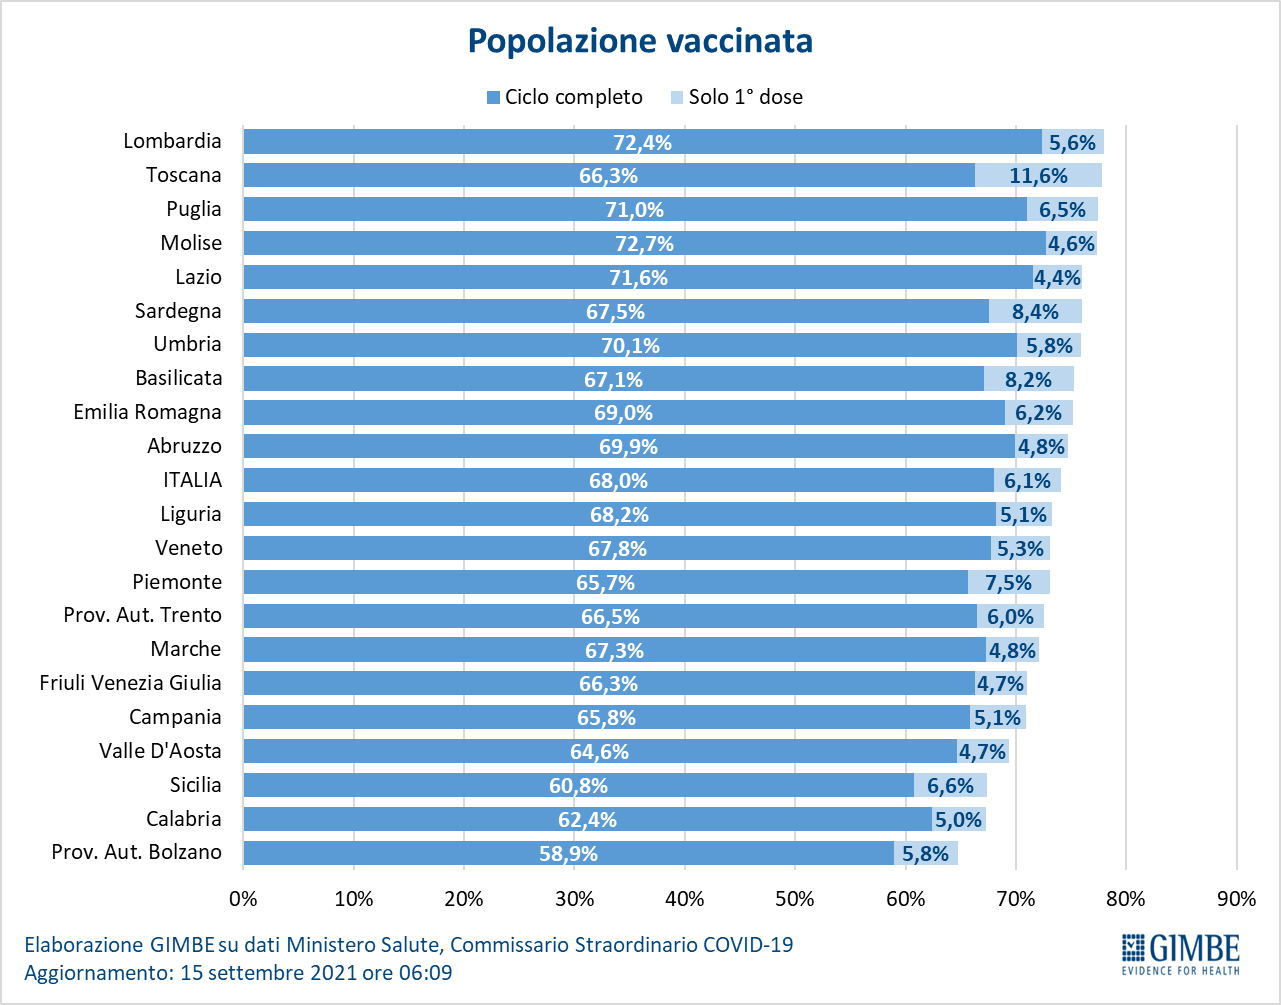 Popolazione vaccinata
Ciclo completo Solo 1° dose
Lombardia 72,4% 5,6%
Toscana 66,3% 11,6%
Puglia 71,0% 6,5%
Molise 72,7% 4,6%
Lazio 71,6% 4,4%
Sardegna 67,5% 8,4%
Umbria 70,1% 5,8%
Basilicata 67,1% 8,2%
Emilia Romagna 69,0% 6,2%
Abruzzo 69,9% 4,8%
ITALIA 68,0% 6,1%
Liguria 68,2% 5,1%
Veneto 67,8% 5,3%
Piemonte 65,7% 7,5%
Prov. Aut. Trento 66,5% 6,0%
Marche 67,3% 4,8%
Friuli Venezia Giulia 66,3% 4,7%
Campania 65,8% 5,1%
Valle D'Aosta 64,6% 4,7%
Sicilia 60,8% 6,6%
Calabria 62,4% 5,0%
Prov. Aut. Bolzano 58,9% 5,8%
0% 10% 20% 30% 40% 50% 60% 70% 80% 90%
Elaborazione GIMBE su dati Ministero Salute, Commissario Straordinario COVID-19
Aggiornamento: 15 settembre 2021 ore 06:09
GIMBE
EVIDENCE FOR HEALTH